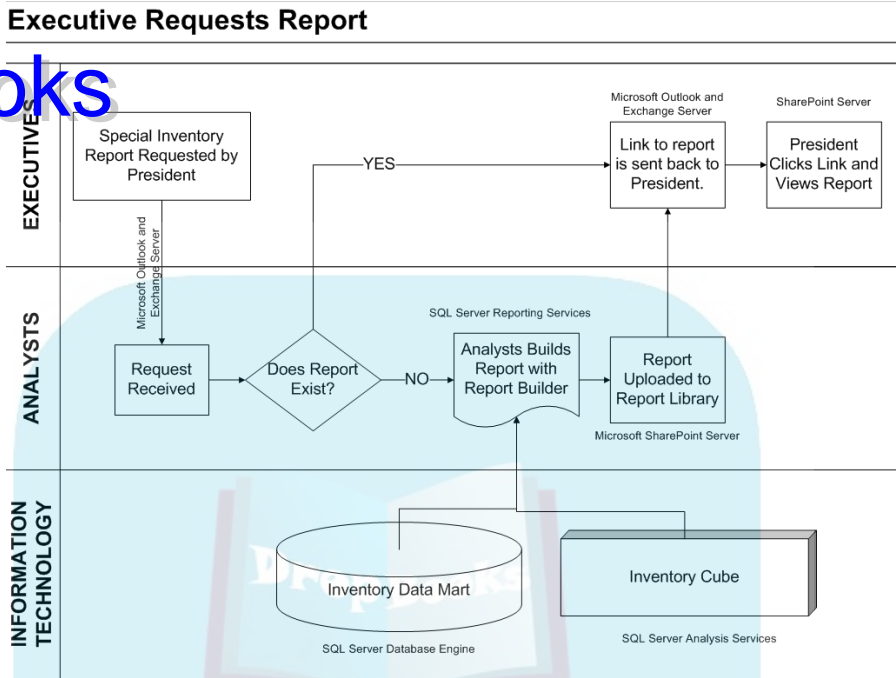 Executive Requests Report
oks
EXECUTIVES
Special Inventory
Report Requested by
President
Microsoft Outlook and
Exchange Server
YES
Microsoft Outlook and
Exchange Server
Link to report
is sent back to
President.
SharePoint Server
President
Clicks Link and
Views Report
ANALYSTS
Request
Received
Does Report
Exist?
NO
SQL Server Reporting Services
Analysts Builds
Report with
Report Builder
Report
Uploaded to
Report Library
Microsoft SharePoint Server
INFORMATION
TECHNOLOGY
DropBooks
Inventory Data Mart
SQL Server Database Engine
Inventory Cube
SQL Server Analysis Services